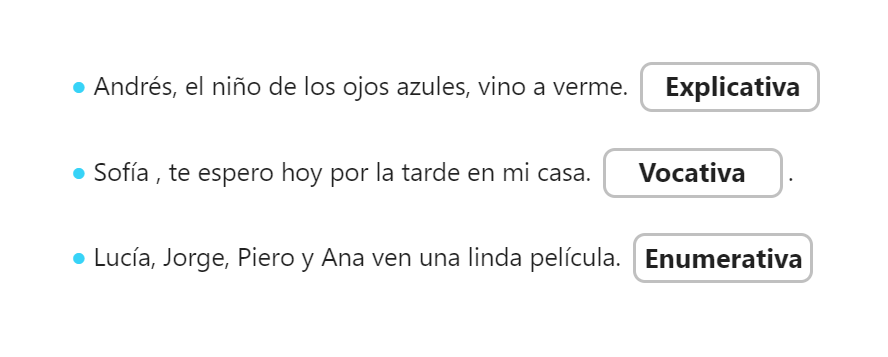 Andrés, el niño de los ojos azules, vino a verme. Explicativa
Sofía , te espero hoy por la tarde en mi casa. Vocativa .
Lucía, Jorge, Piero y Ana ven una linda película. Enumerativa